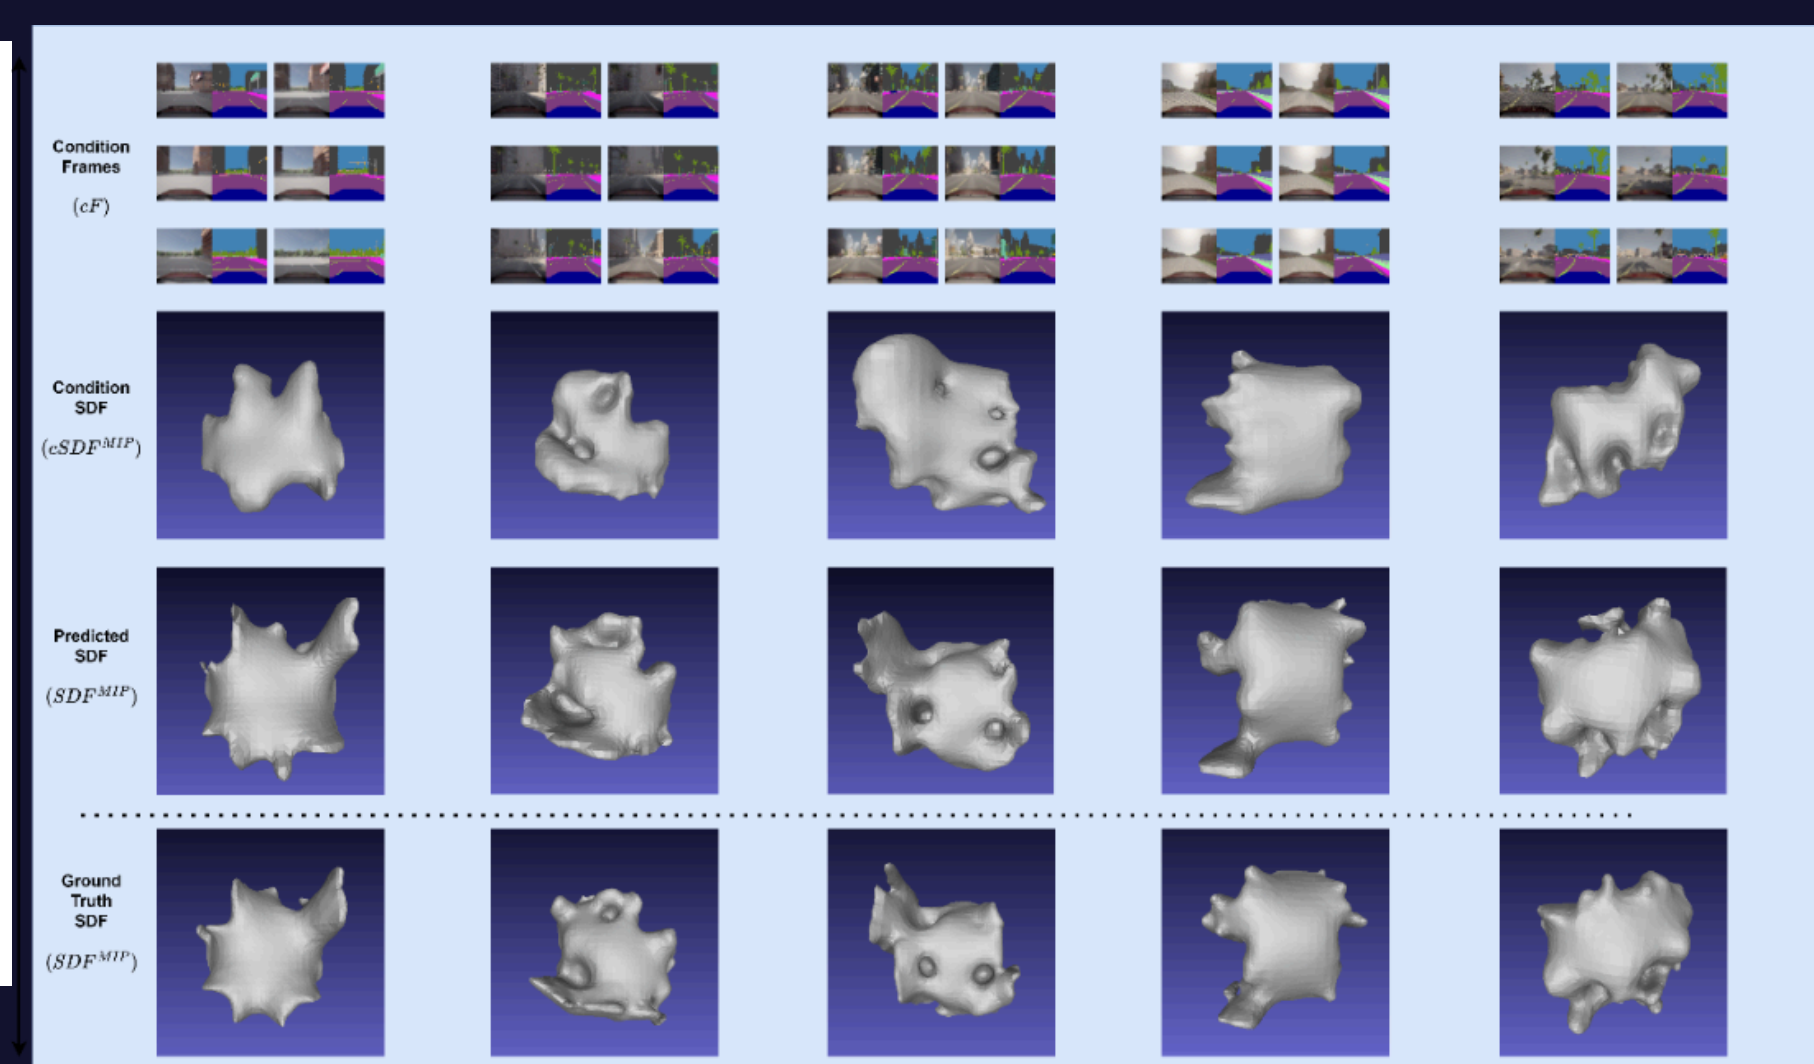 Condition
Frames
(cF)
Condition
SDF
(cSDF^{MIP})
Predicted
SDF
(SDF^{MIP})
Ground
Truth
SDF
(SDF^{MIP})